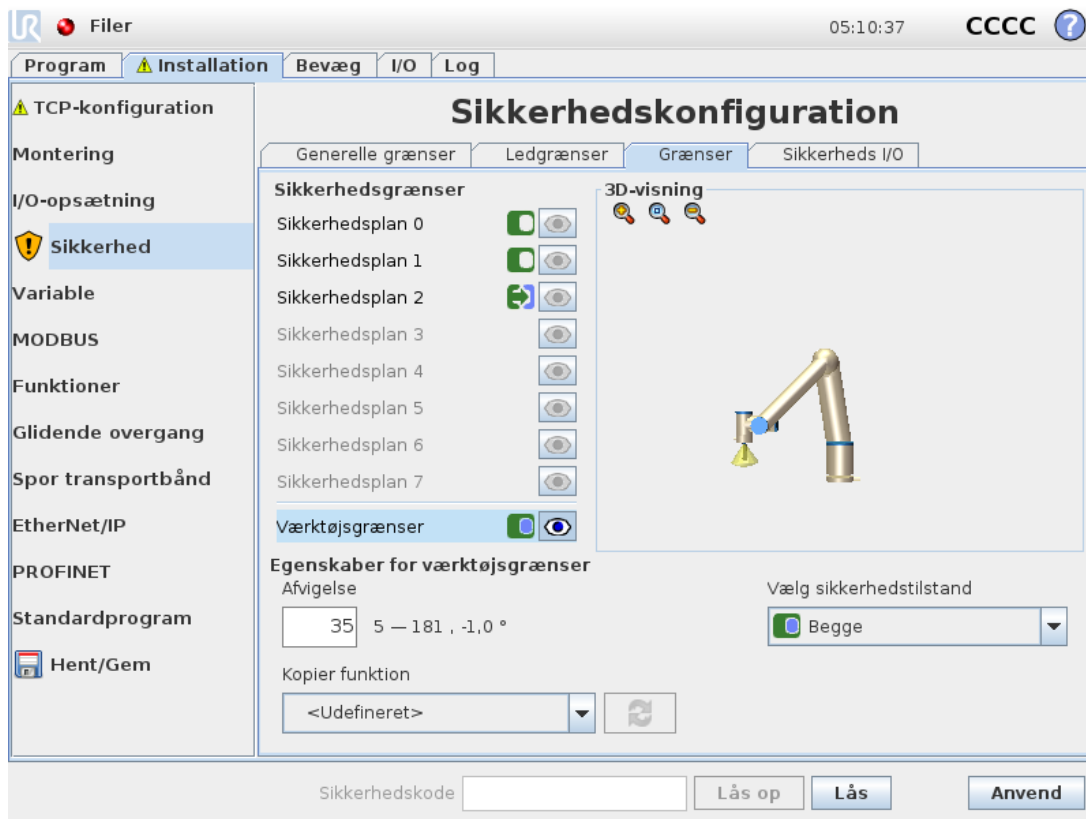 UR Filer 05:10:37 CCCC ?
Program Installation Bevæg I/O Log
TCP-konfiguration
Montering
I/O-opsætning
Sikkerhed
Variable
MODBUS
Funktioner
Glidende overgang
Spor transportbånd
EtherNet/IP
PROFINET
Standardprogram
Hent/Gem
Sikkerhedskonfiguration
Generelle grænser Ledgrænser Grænser Sikkerheds I/O
Sikkerhedsgrænser
Sikkerhedsplan 0
Sikkerhedsplan 1
Sikkerhedsplan 2
Sikkerhedsplan 3
Sikkerhedsplan 4
Sikkerhedsplan 5
Sikkerhedsplan 6
Sikkerhedsplan 7
Værktøjsgrænser
3D-visning
Egenskaber for værktøjsgrænser
Afvigelse
35 5 — 181 , -1,0 °
Vælg sikkerhedstilstand
Begge
Kopier funktion
<Udefineret>
Sikkerhedskode Lås op Lås Anvend